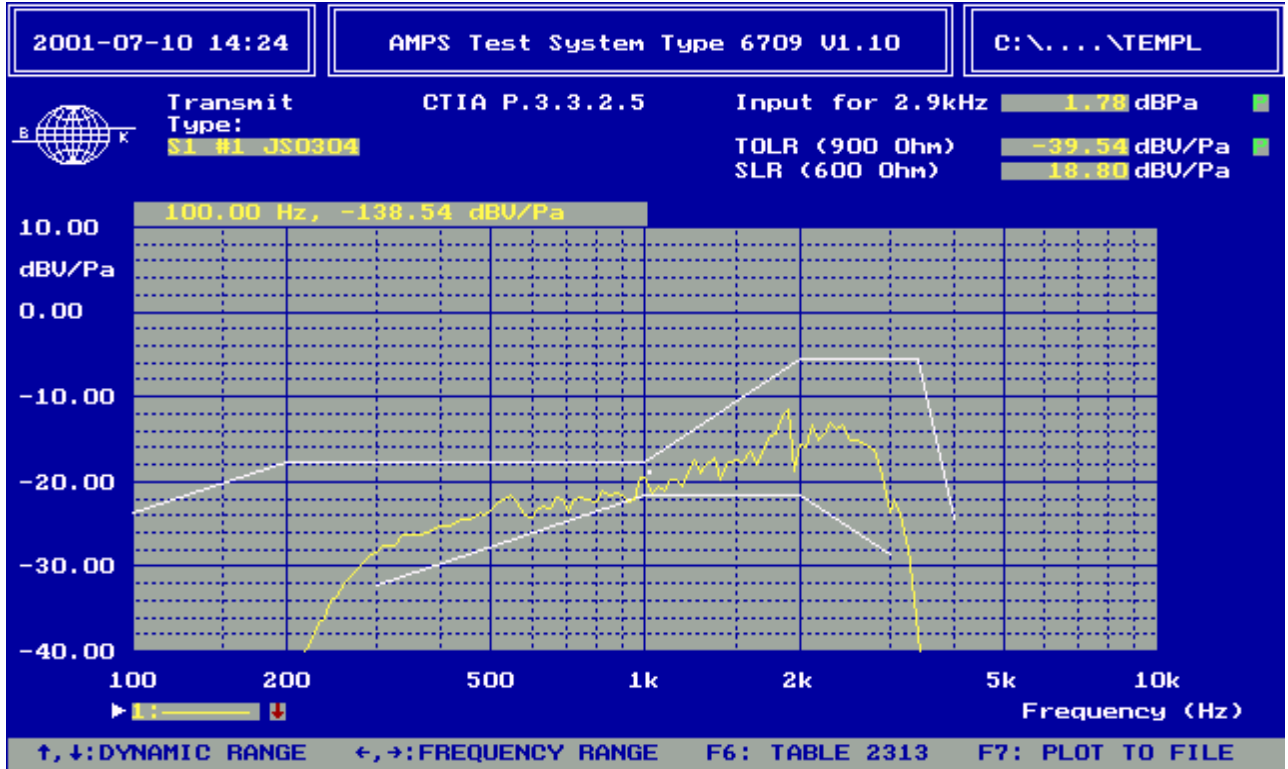 2001-07-10 14:24
AMPS Test System Type 6709 V1.10
C:\....\TEMPL
B K
Transmit
Type:
S1 #1 JS0304
CTIA P.3.3.2.5
Input for 2.9kHz 1.78 dBPa P
TOLR (900 Ohm) -39.54 dBV/Pa P
SLR (600 Ohm) 18.80 dBV/Pa
100.00 Hz, -138.54 dBV/Pa
10.00
dBV/Pa
0.00
-10.00
-20.00
-30.00
-40.00
100 200 500 1k 2k 5k 10k
▶1: ↓
Frequency (Hz)
↑,↓:DYNAMIC RANGE ←,→:FREQUENCY RANGE F6: TABLE 2313 F7: PLOT TO FILE